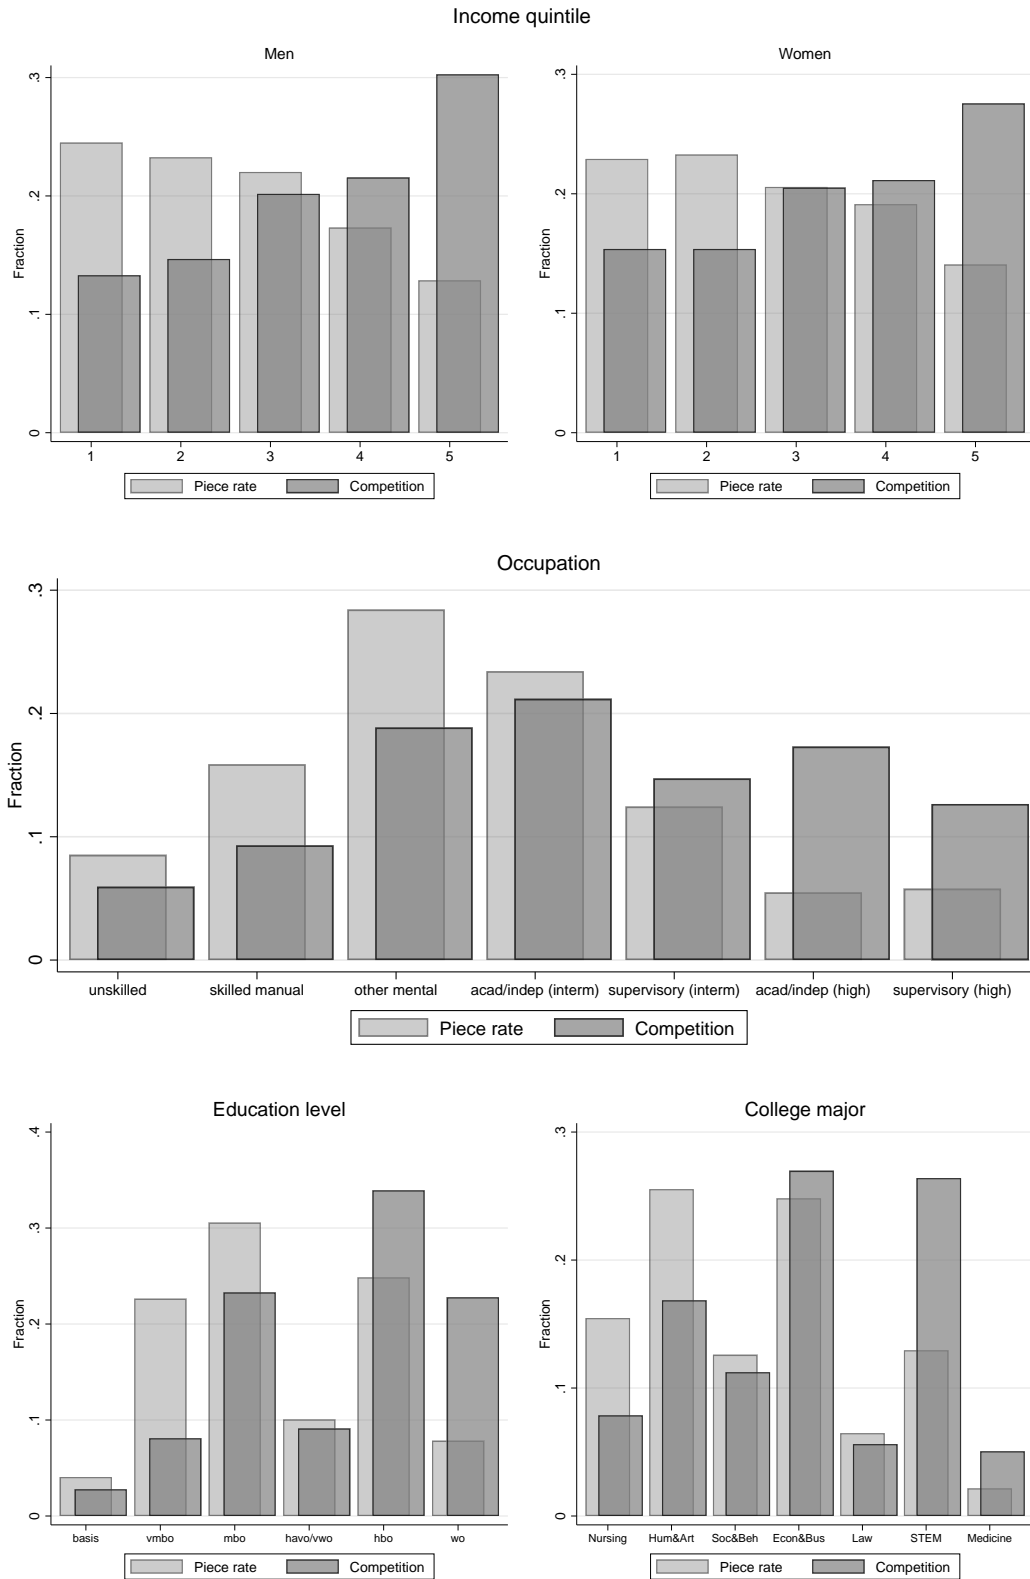 Income quintile
Men
Women
Fraction
0
.1
.2
.3
1 2 3 4 5
Piece rate Competition
Fraction
0
.1
.2
.3
1 2 3 4 5
Piece rate Competition
Occupation
Fraction
0
.1
.2
.3
unskilled skilled manual other mental acad/indep (interm) supervisory (interm) acad/indep (high) supervisory (high)
Piece rate Competition
Education level
Fraction
0
.1
.2
.3
.4
basis vmbo mbo havo/vwo hbo wo
Piece rate Competition
College major
Fraction
0
.1
.2
.3
Nursing Hum&Art Soc&Beh Econ&Bus Law STEM Medicine
Piece rate Competition